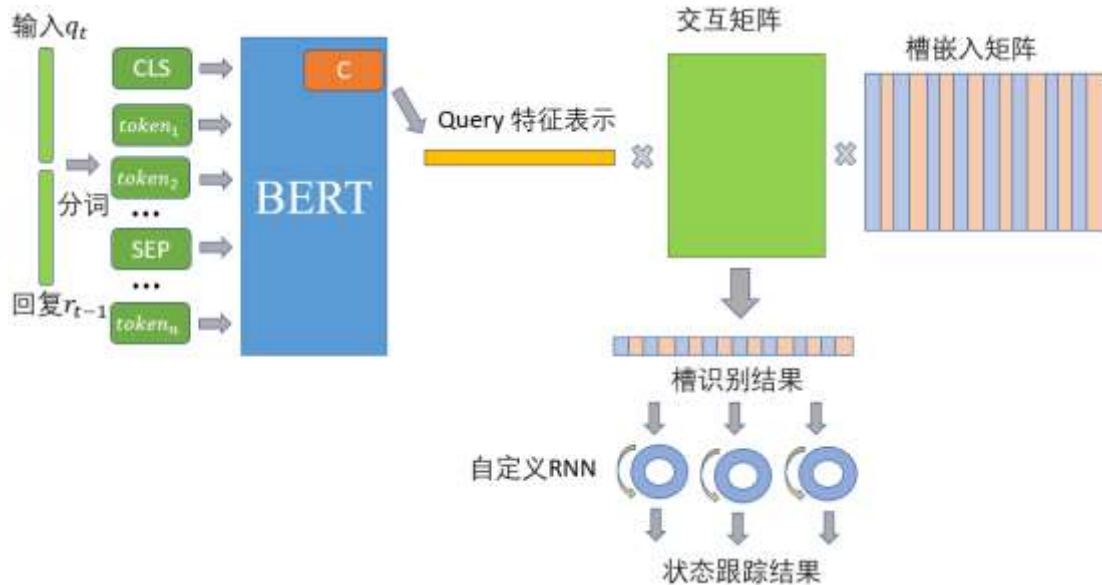 输入q_t
CLS
token_1
token_2
...
SEP
...
token_n
分词
回复r_{t-1}
C
BERT
Query 特征表示
交互矩阵
槽嵌入矩阵
槽识别结果
自定义RNN
状态跟踪结果